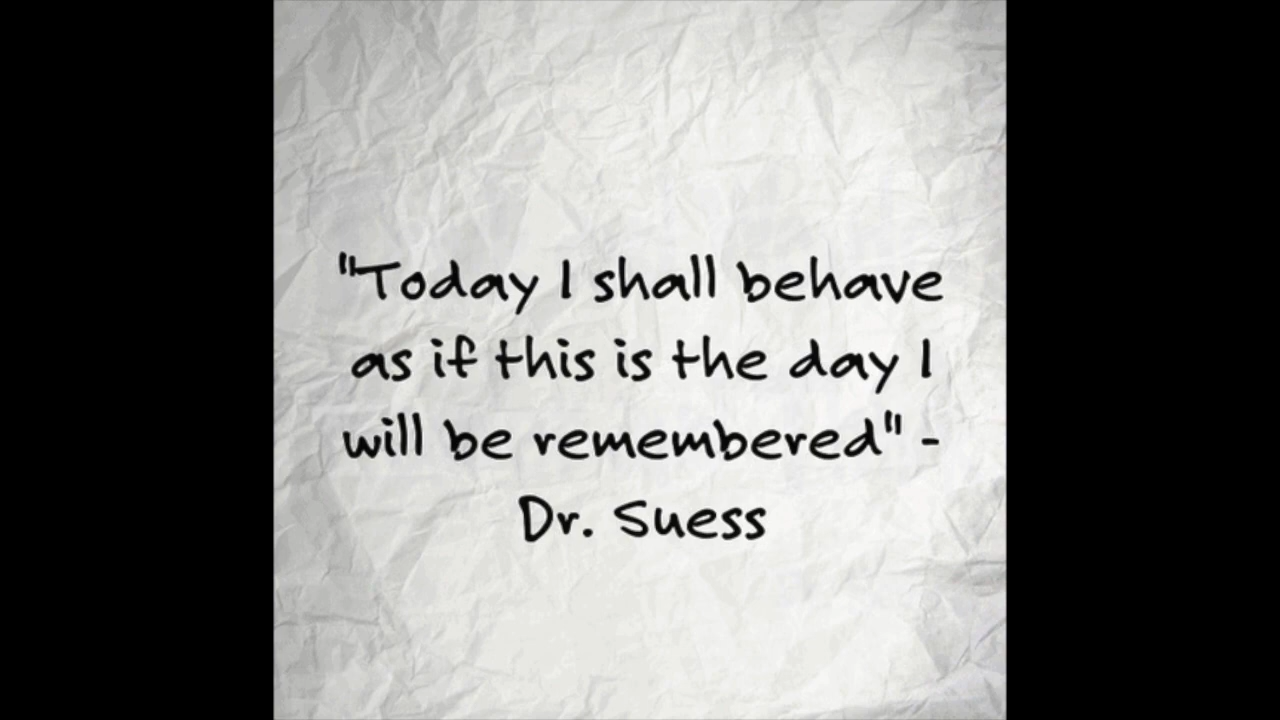 "Today I shall behave
as if this is the day I
will be remembered" -
Dr. Suess